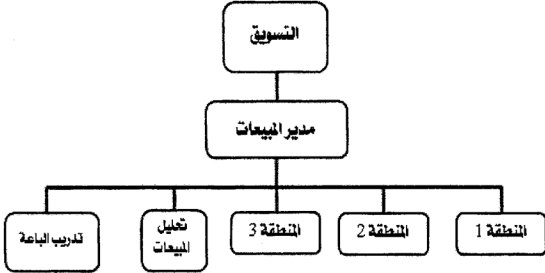 التسويق
مدير المبيعات
المنطقة 1
المنطقة 2
المنطقة 3
تحليل
المبيعات
تدريب الباعة